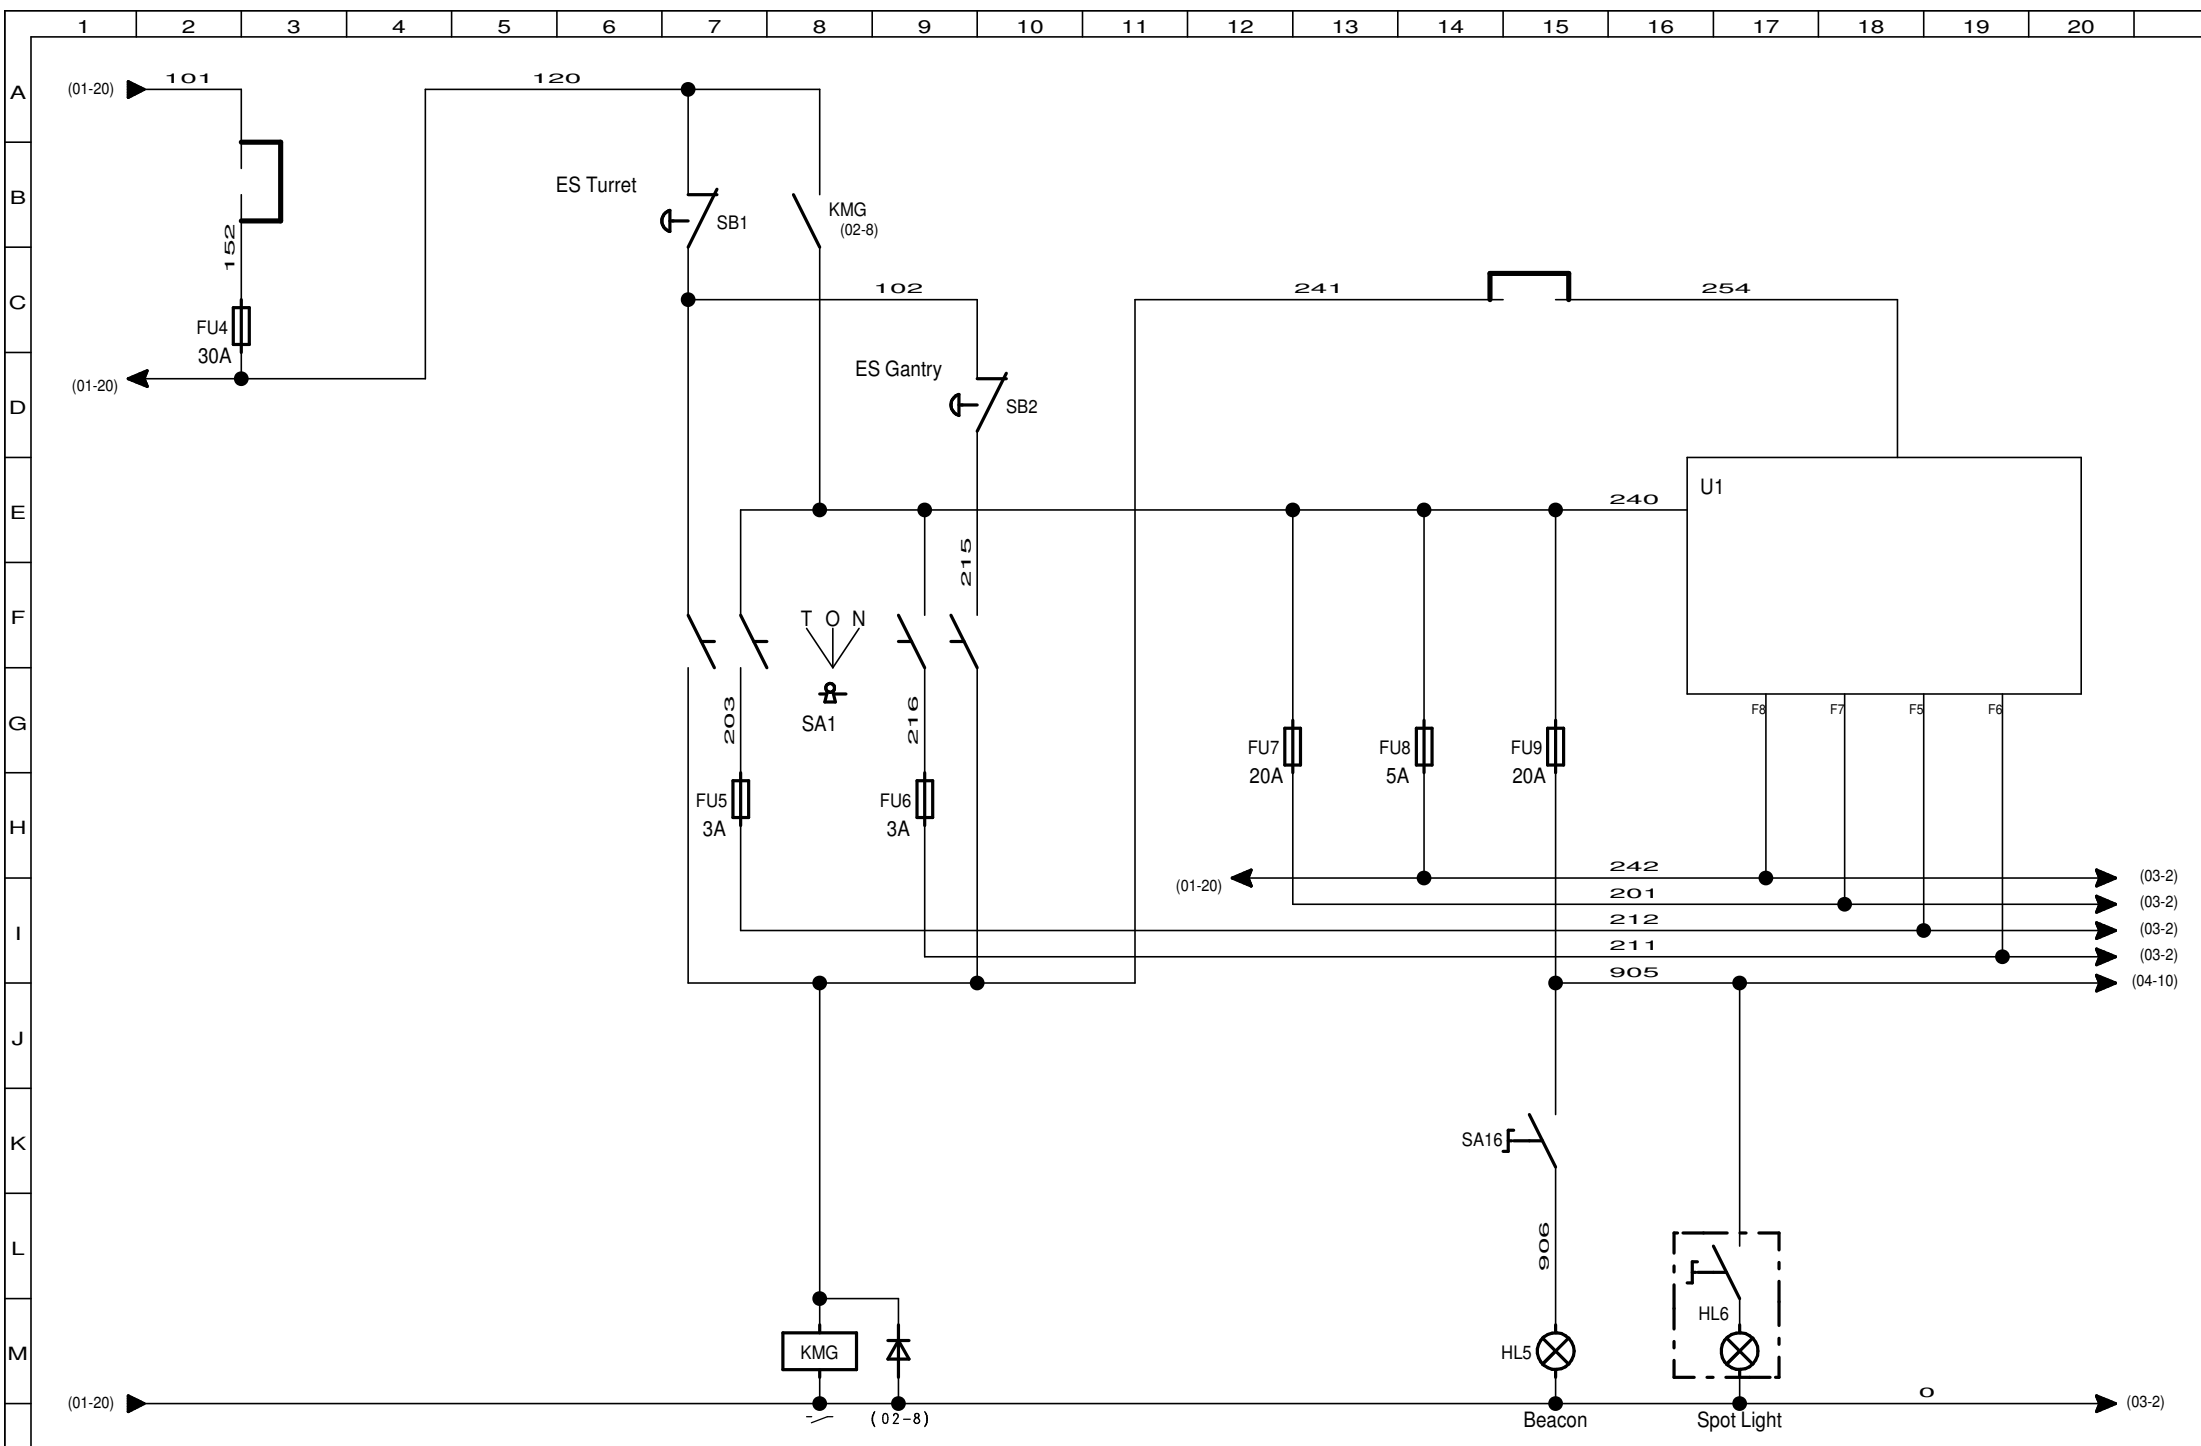 1 2 3 4 5 6 7 8 9 10 11 12 13 14 15 16 17 18 19 20
A
(01-20) 101 120
B
ES Turret
SB1
KMG
(02-8)
152
C
102 241 254
FU4
30A
ES Gantry
(01-20)
D
SB2
U1
E
240
215
F
T O N
G
203
SA1
216
F8 F7 F5 F6
FU7
20A
FU8
5A
FU9
20A
FU5
3A
FU6
3A
H
242
(01-20) (03-2)
201 (03-2)
I
212 (03-2)
211 (03-2)
905 (04-10)
J
K
SA16
L
906
HL6
M
KMG
HL5
(01-20) 0 (03-2)
(02-8)
Beacon Spot Light